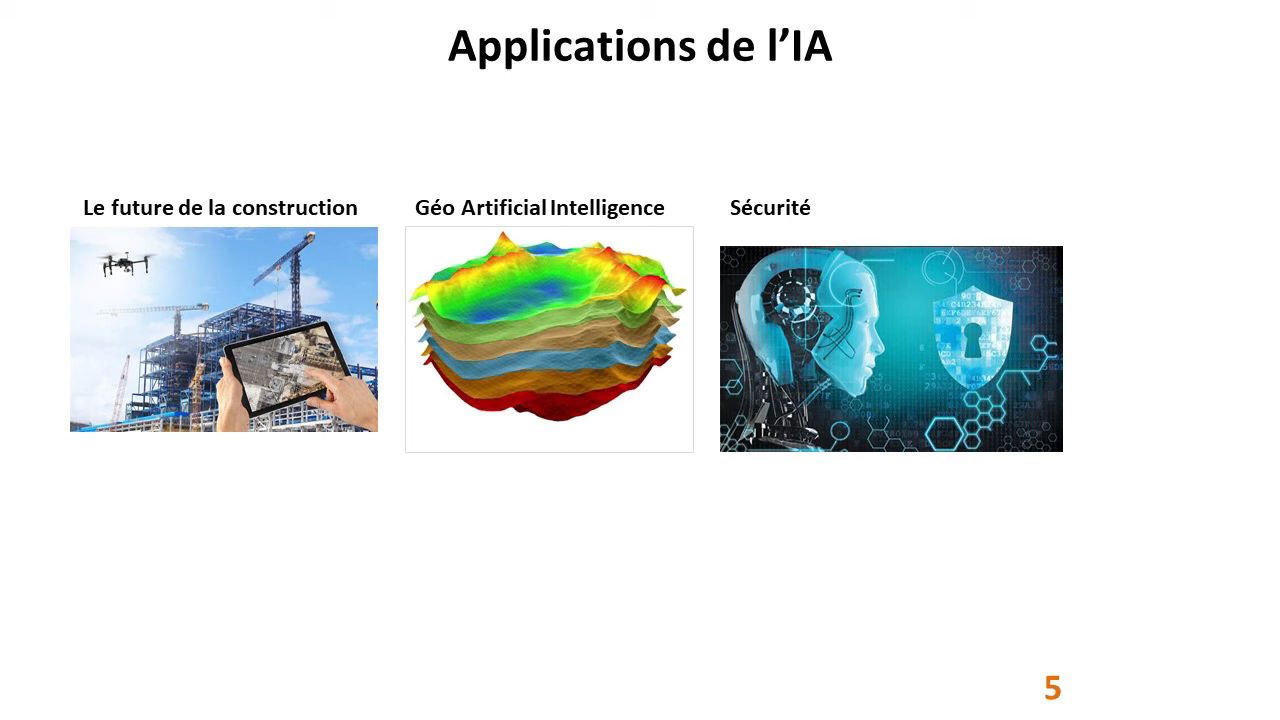 Applications de l’IA
Le future de la construction
Géo Artificial Intelligence
Sécurité
5